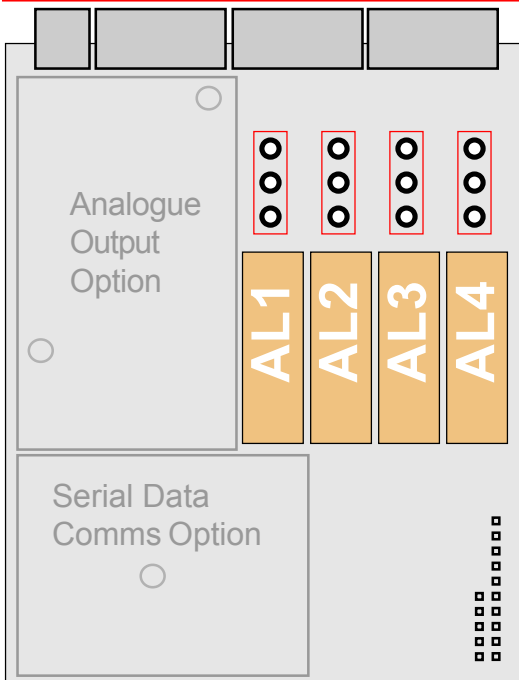 Analogue
Output
Option
AL1
AL2
AL3
AL4
Serial Data
Comms Option